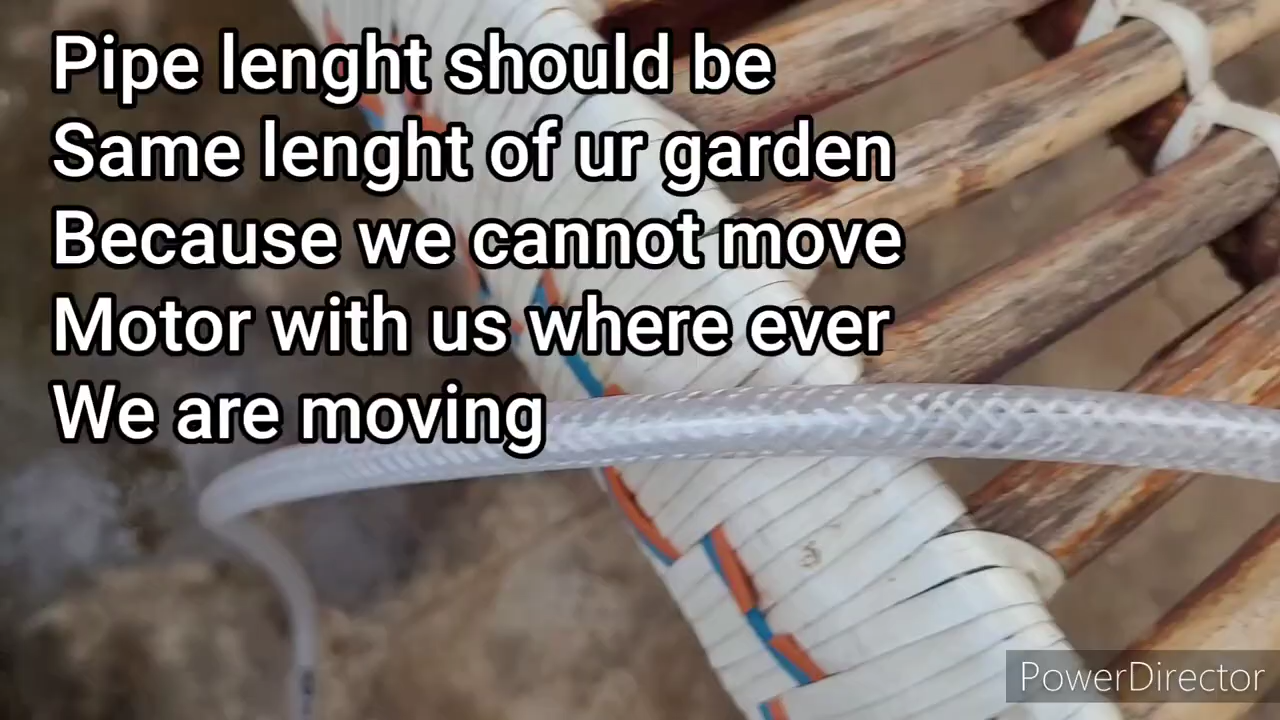 Pipe lenght should be
Same lenght of ur garden
Because we cannot move
Motor with us where ever
We are moving
PowerDirector